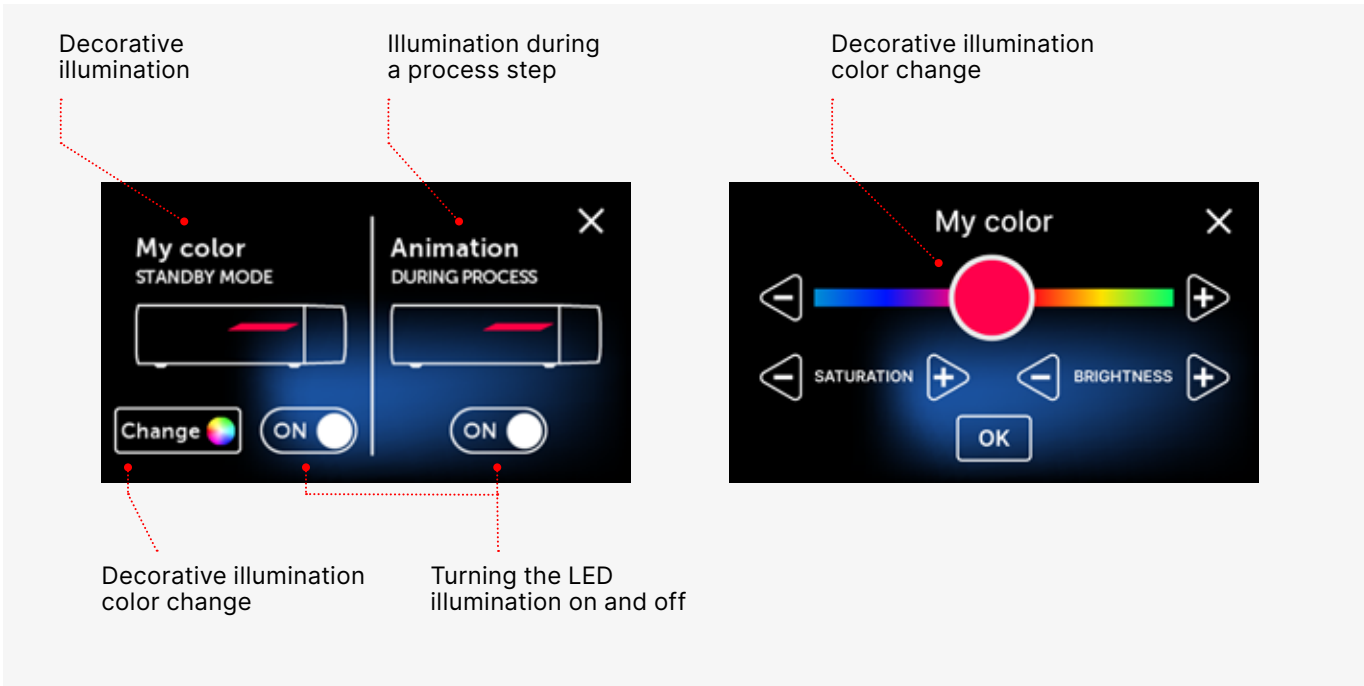 Decorative
illumination
Illumination during
a process step
Decorative illumination
color change
My color
STANDBY MODE
Animation
DURING PROCESS
Change
ON
ON
My color
SATURATION
BRIGHTNESS
OK
Decorative illumination
color change
Turning the LED
illumination on and off